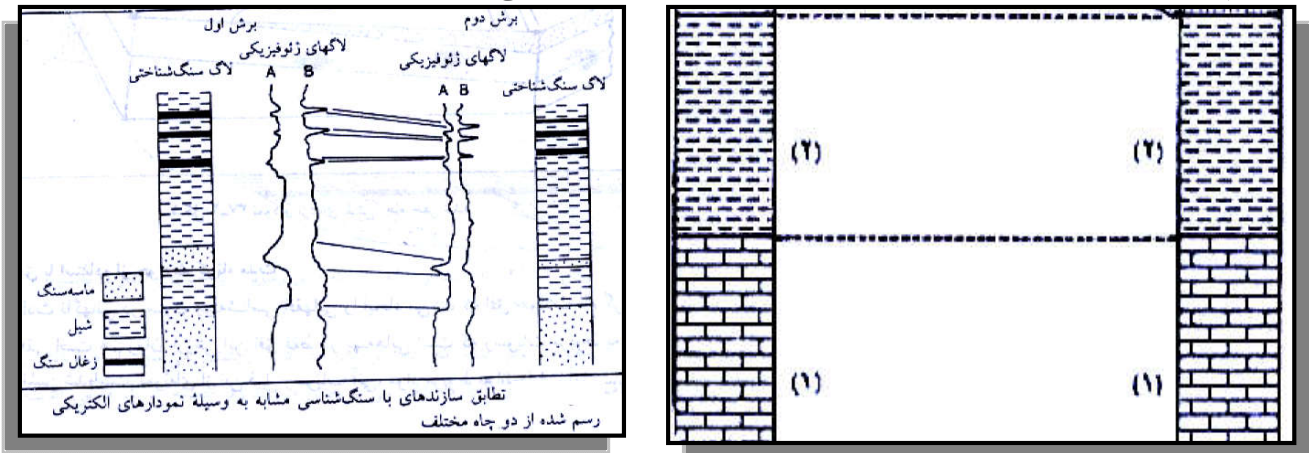 برش اول
برش دوم
لاگهای ژئوفیزیکی
لاگهای ژئوفیزیکی
لاگ سنگ‌شناختی
لاگ سنگ‌شناختی
A B
A B
ماسه‌سنگ
شیل
زغال سنگ
تطابق سازندهای با سنگ‌شناسی مشابه به وسیلهٔ نمودارهای الکتریکی
رسم شده از دو چاه مختلف
(۲)
(۲)
(۱)
(۱)